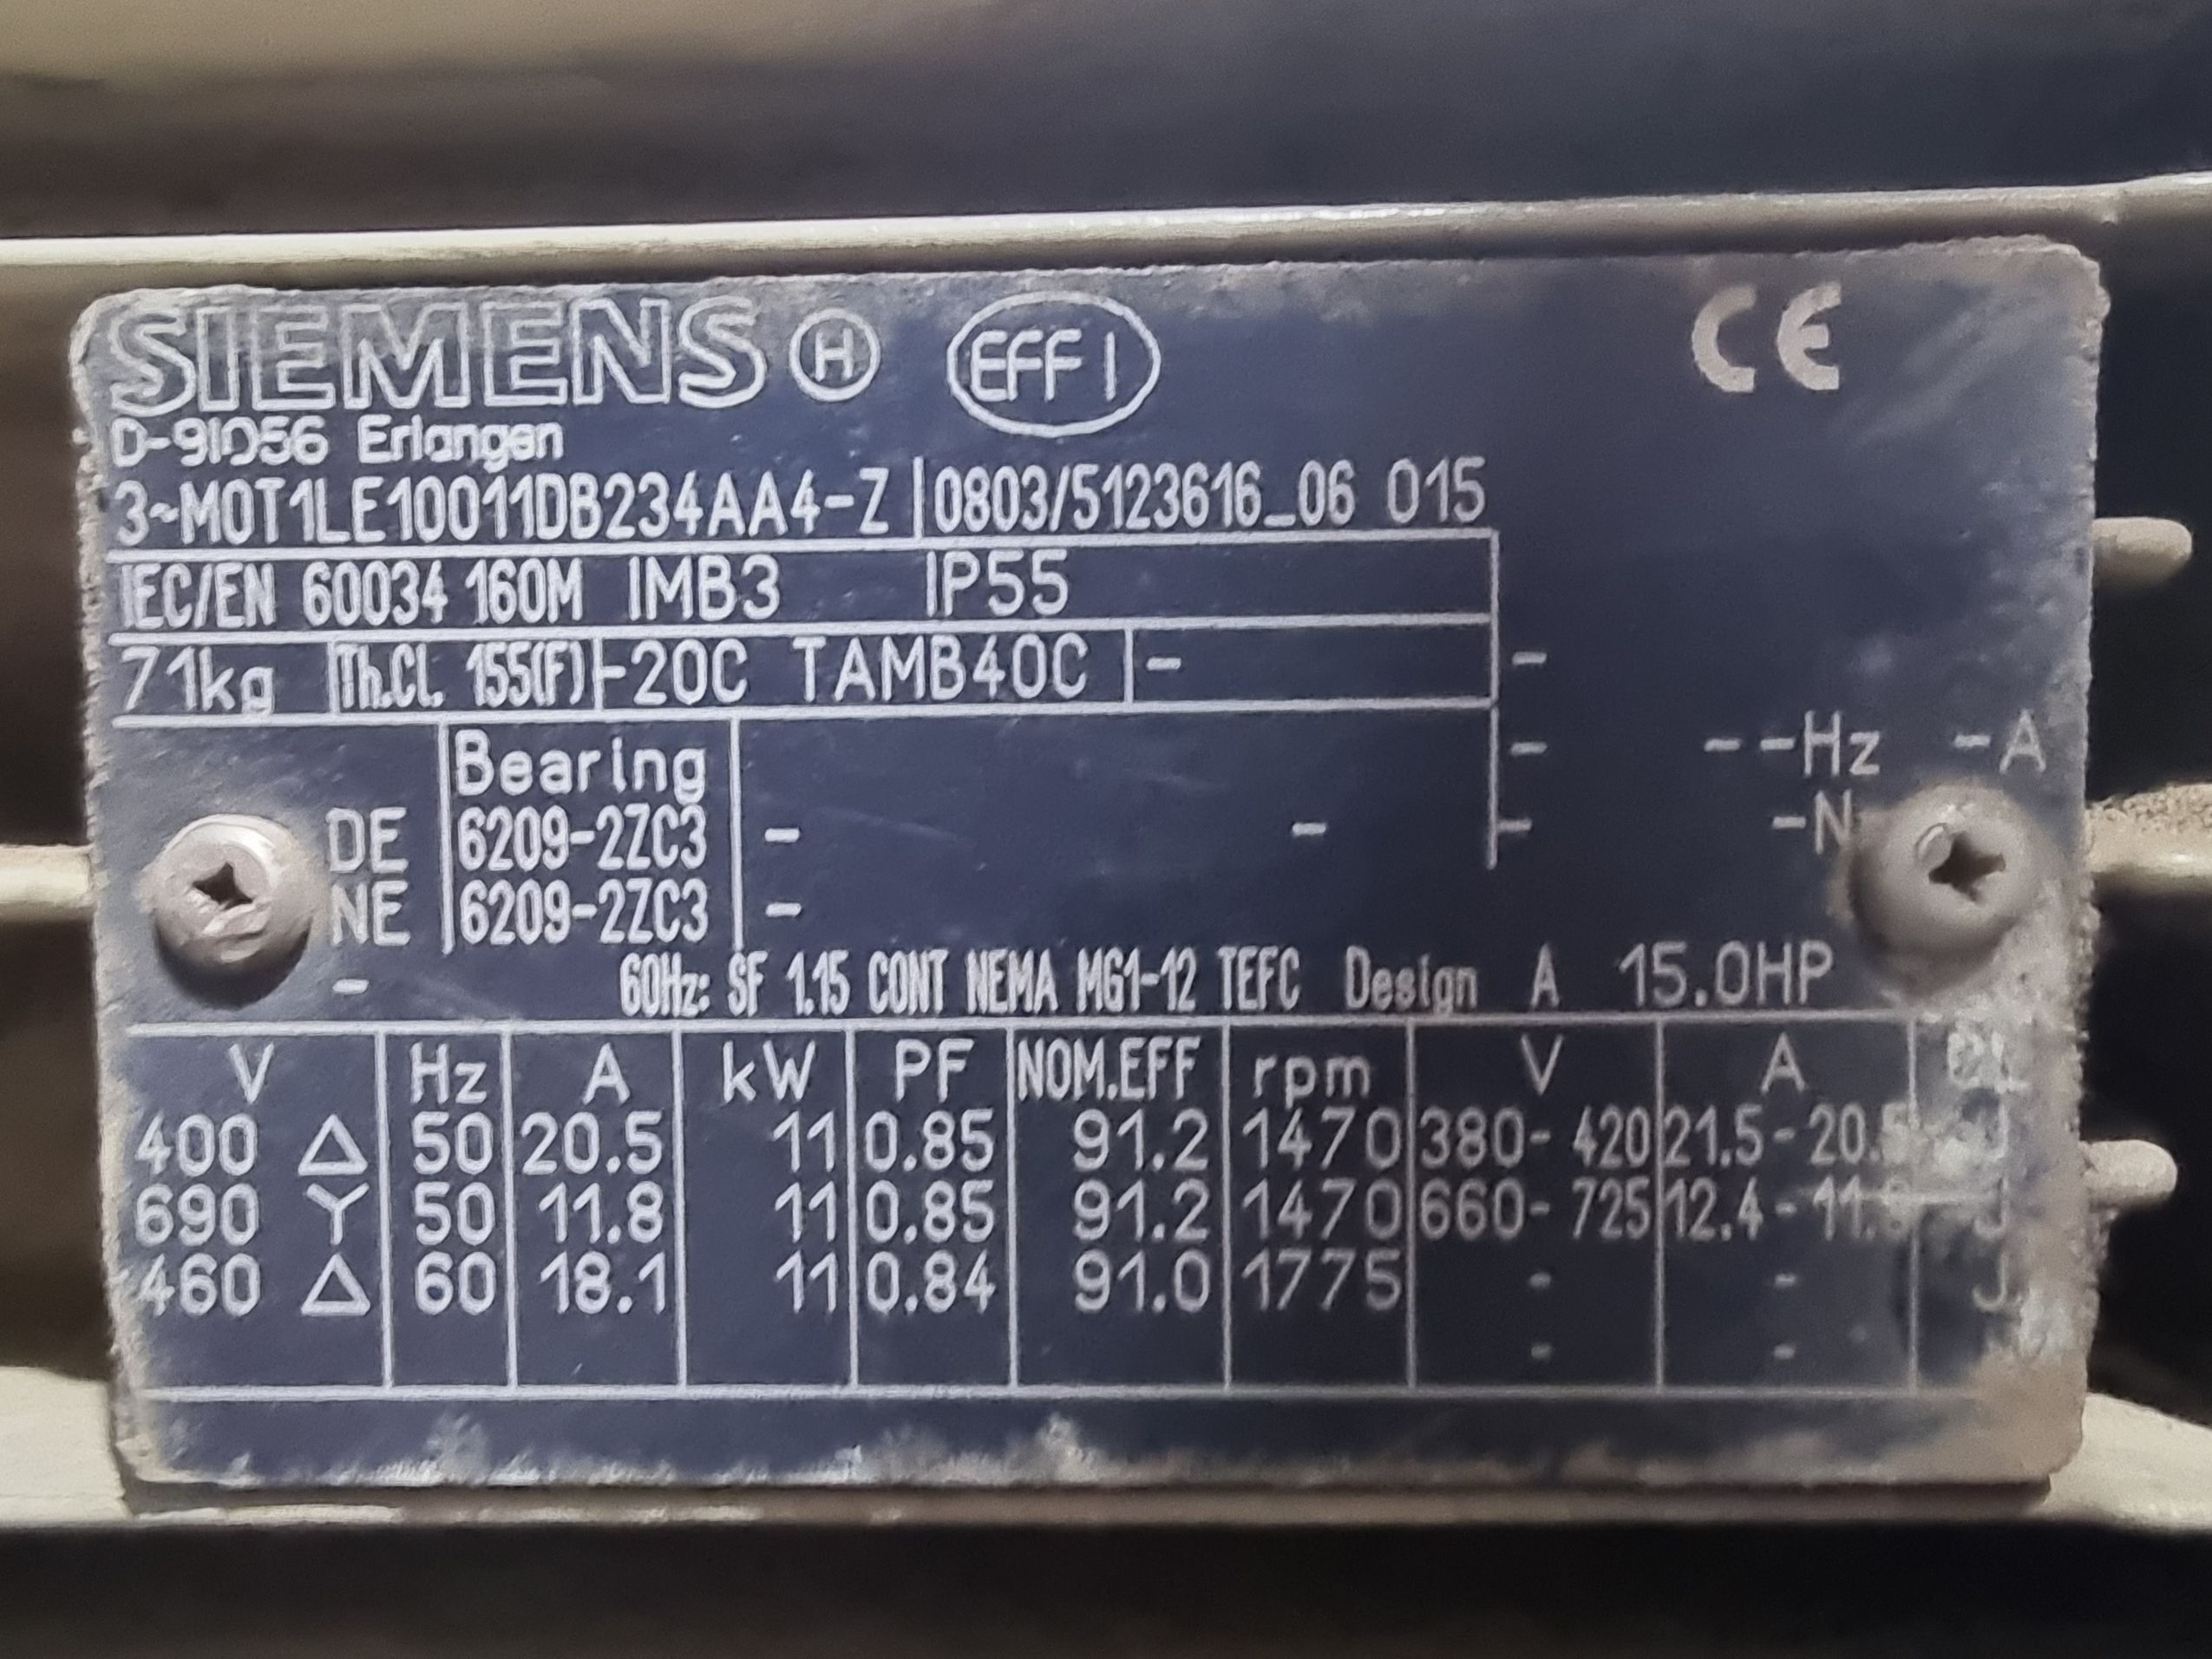 SIEMENS H EFF 1 CE
D-91056 Erlangen
3~MOT1LE10011DB234AA4-Z 0803/5123616_06 015
IEC/EN 60034 160M IMB3 IP55
71kg Th.Cl. 155(F) -20C TAMB40C - -
- --Hz -A
Bearing
DE 6209-2ZC3 - - - -N
NE 6209-2ZC3 -
- 60Hz: SF 1.15 CONT NEMA MG1-12 TEFC Design A 15.0HP
V Hz A kW PF NOM.EFF rpm V A
400 Δ 50 20.5 11 0.85 91.2 1470 380- 420 21.5- 20.5 J
690 Y 50 11.8 11 0.85 91.2 1470 660- 725 12.4- J
460 Δ 60 18.1 11 0.84 91.0 1775 - - J
- -